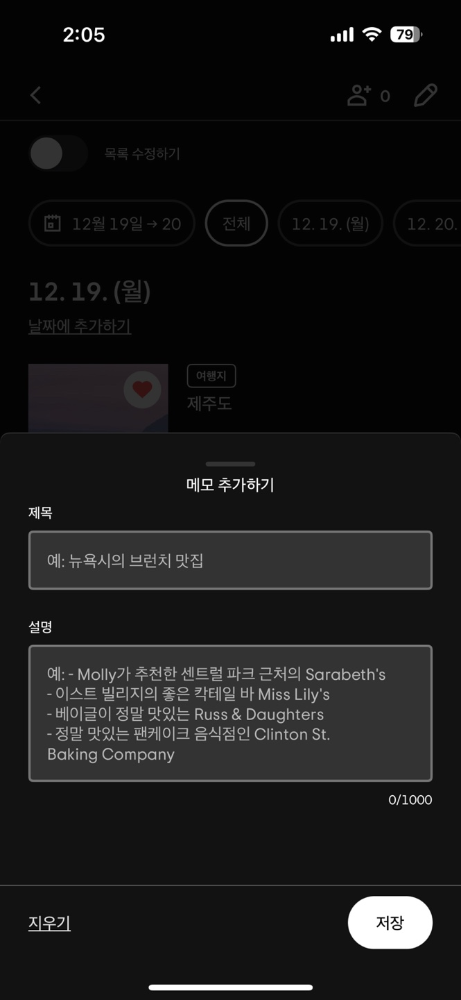 2:05
79
0
목록 수정하기
12월 19일 → 20
전체
12. 19. (월)
12. 20.
12. 19. (월)
날짜에 추가하기
여행지
제주도
메모 추가하기
제목
예: 뉴욕시의 브런치 맛집
설명
예: - Molly가 추천한 센트럴 파크 근처의 Sarabeth's
- 이스트 빌리지의 좋은 칵테일 바 Miss Lily's
- 베이글이 정말 맛있는 Russ & Daughters
- 정말 맛있는 팬케이크 음식점인 Clinton St.
Baking Company
0/1000
지우기
저장